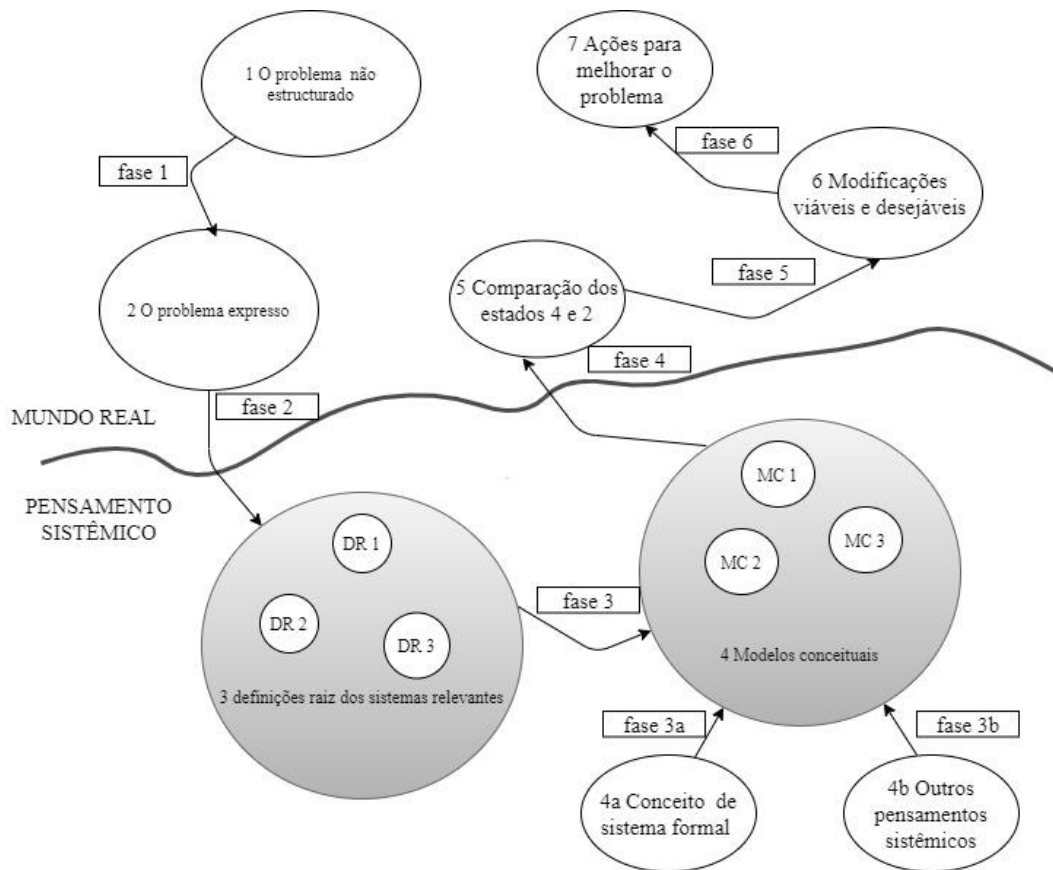 1 O problema não
estructurado
fase 1
2 O problema expresso
fase 2
MUNDO REAL
PENSAMENTO
SISTÊMICO
DR 1
DR 2
DR 3
3 definições raiz dos sistemas relevantes
fase 3
MC 1
MC 2
MC 3
4 Modelos conceituais
fase 3a
fase 3b
4a Conceito de
sistema formal
4b Outros
pensamentos
sistêmicos
fase 4
5 Comparação dos
estados 4 e 2
fase 5
6 Modificações
viáveis e desejáveis
fase 6
7 Ações para
melhorar o
problema